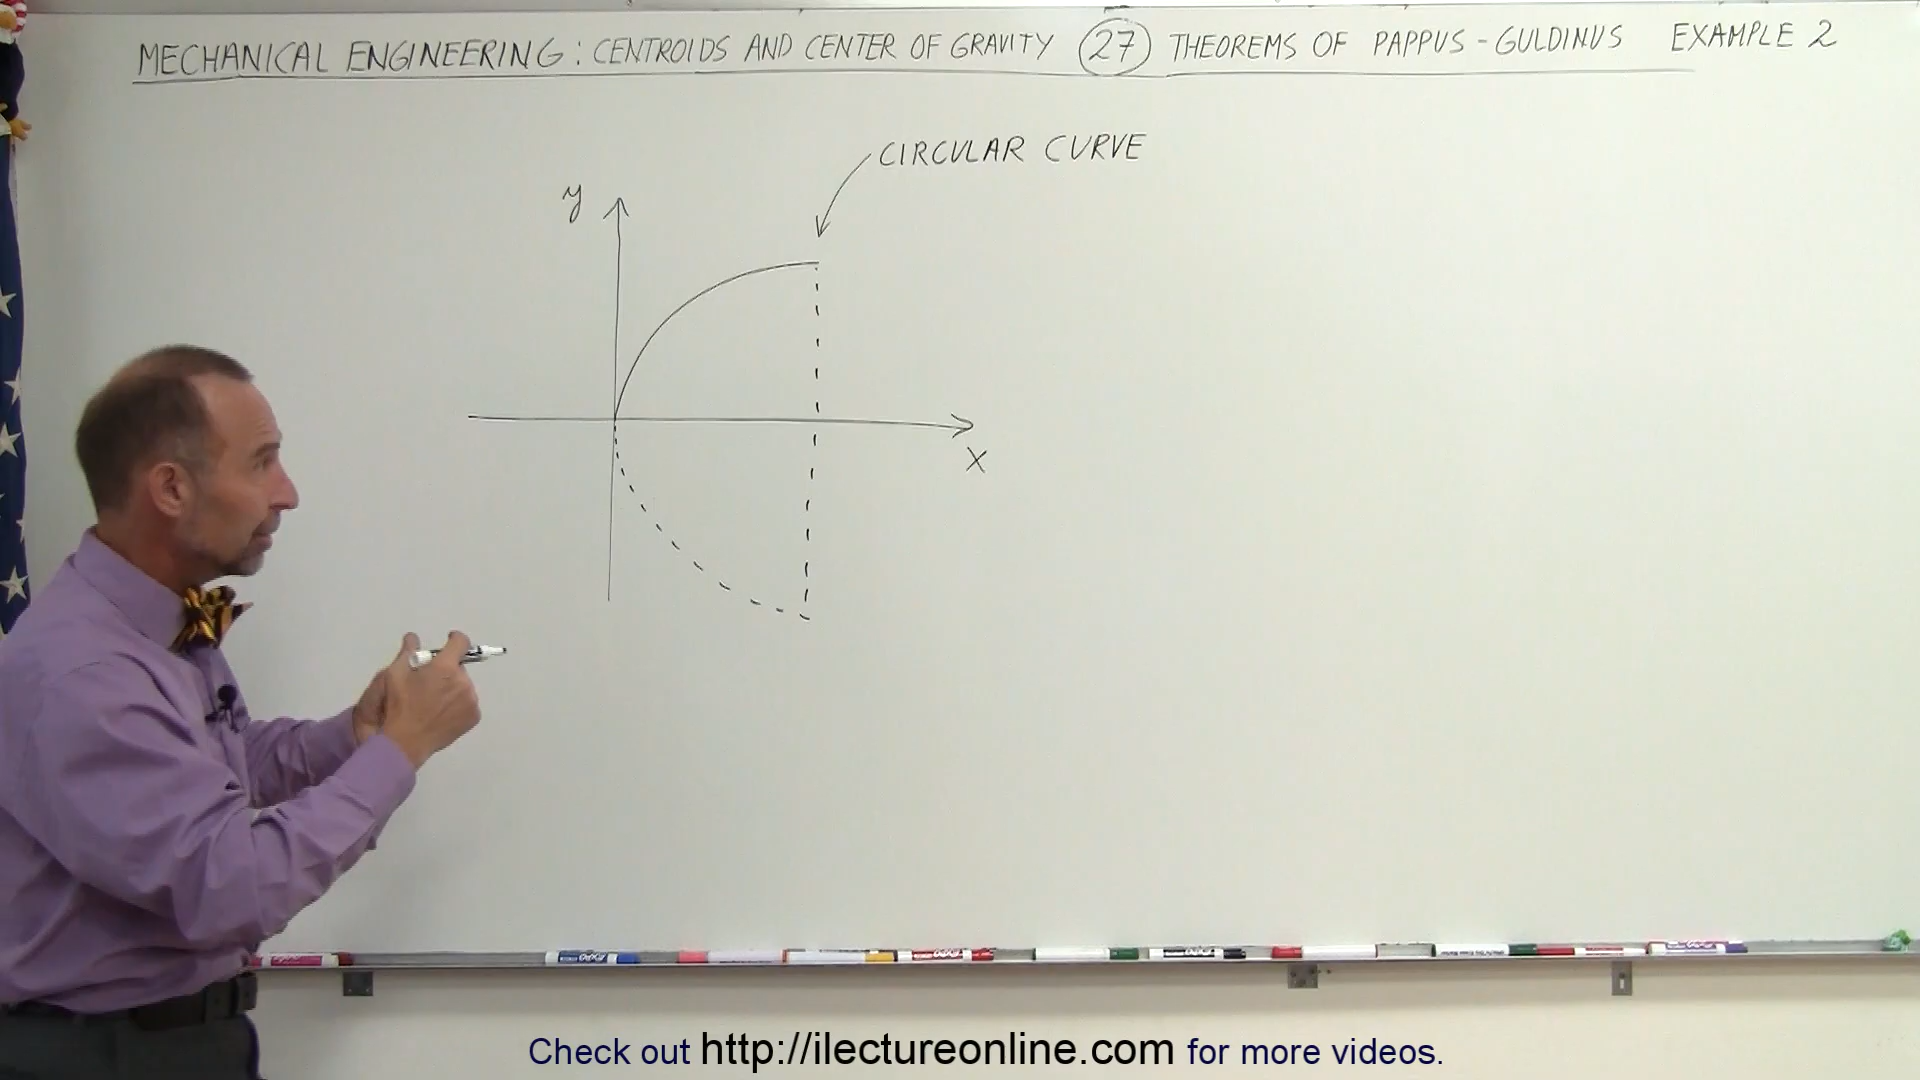 MECHANICAL ENGINEERING: CENTROIDS AND CENTER OF GRAVITY 27 THEOREMS OF PAPPUS-GULDINUS EXAMPLE 2
CIRCULAR CURVE
y
x
Check out http://ilectureonline.com for more videos.